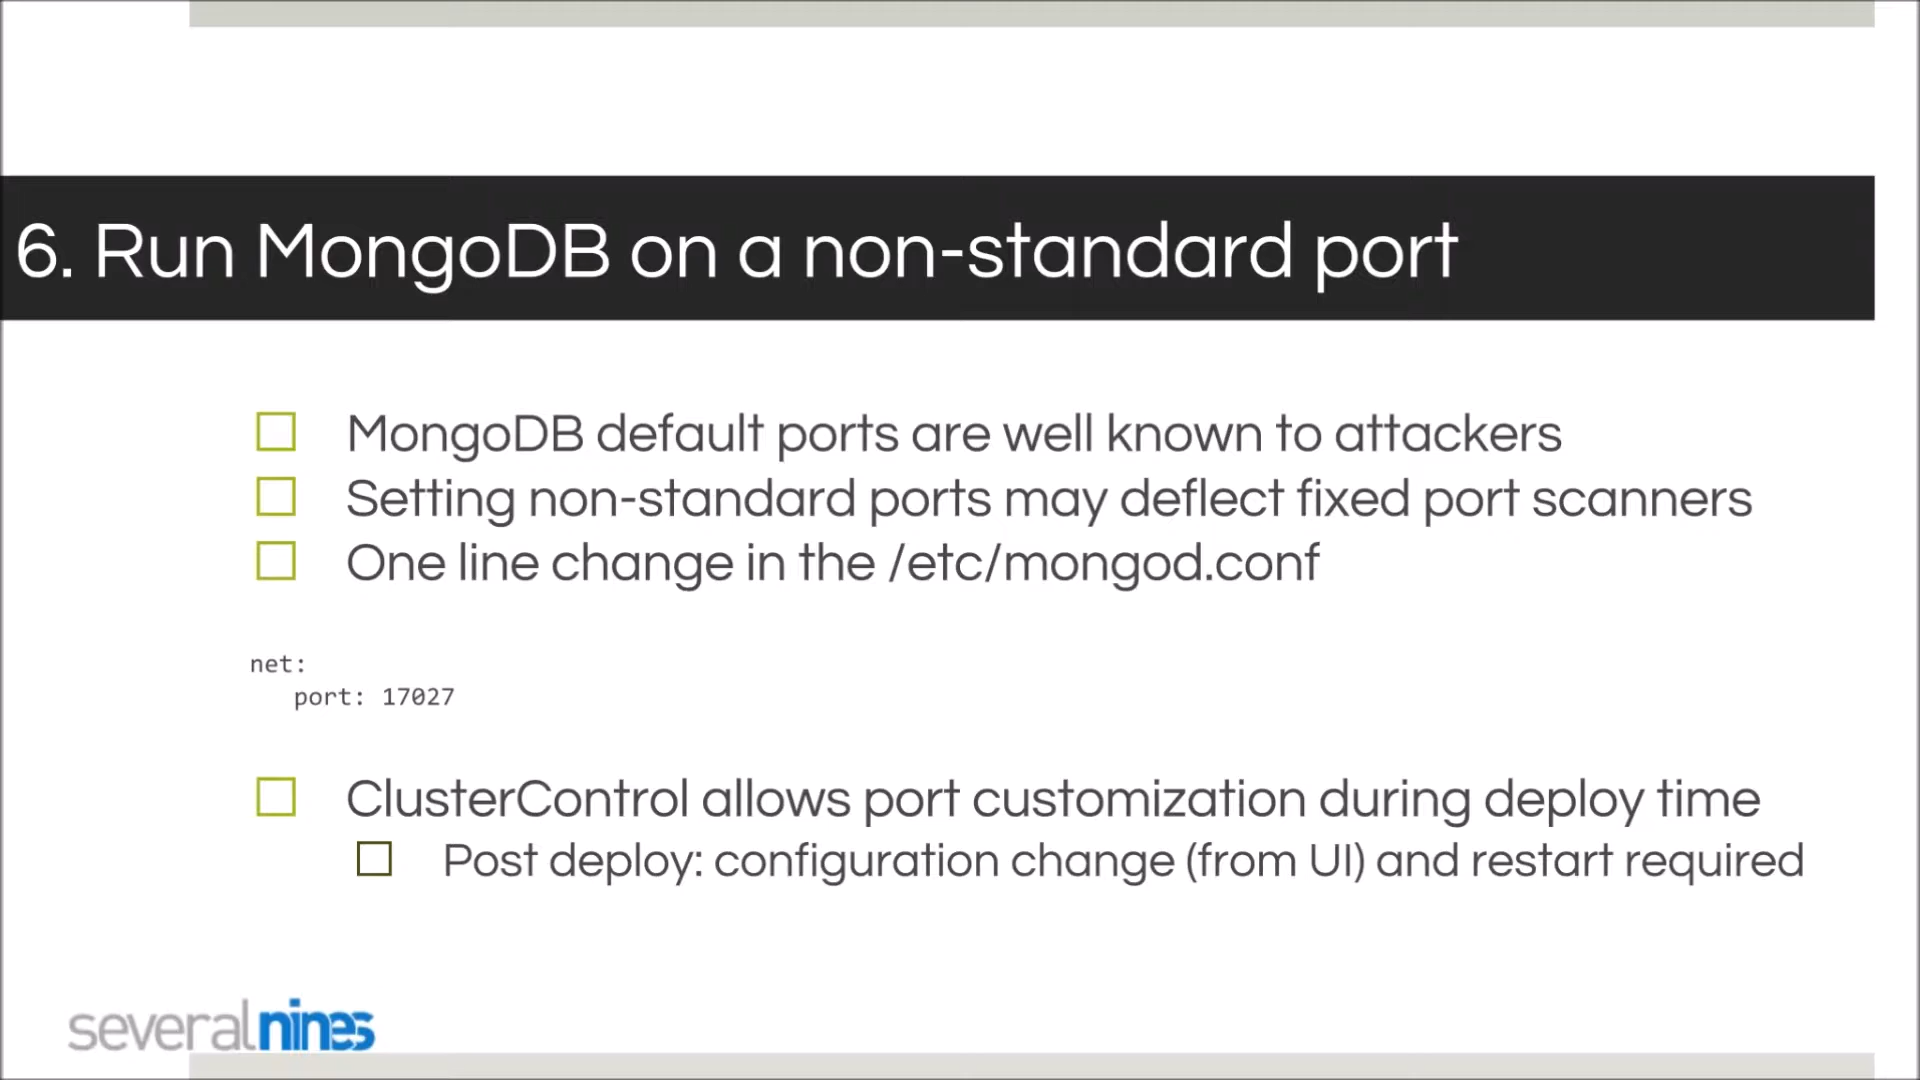 6. Run MongoDB on a non-standard port
MongoDB default ports are well known to attackers
Setting non-standard ports may deflect fixed port scanners
One line change in the /etc/mongod.conf
net:
port: 17027
ClusterControl allows port customization during deploy time
Post deploy: configuration change (from UI) and restart required
severalnines